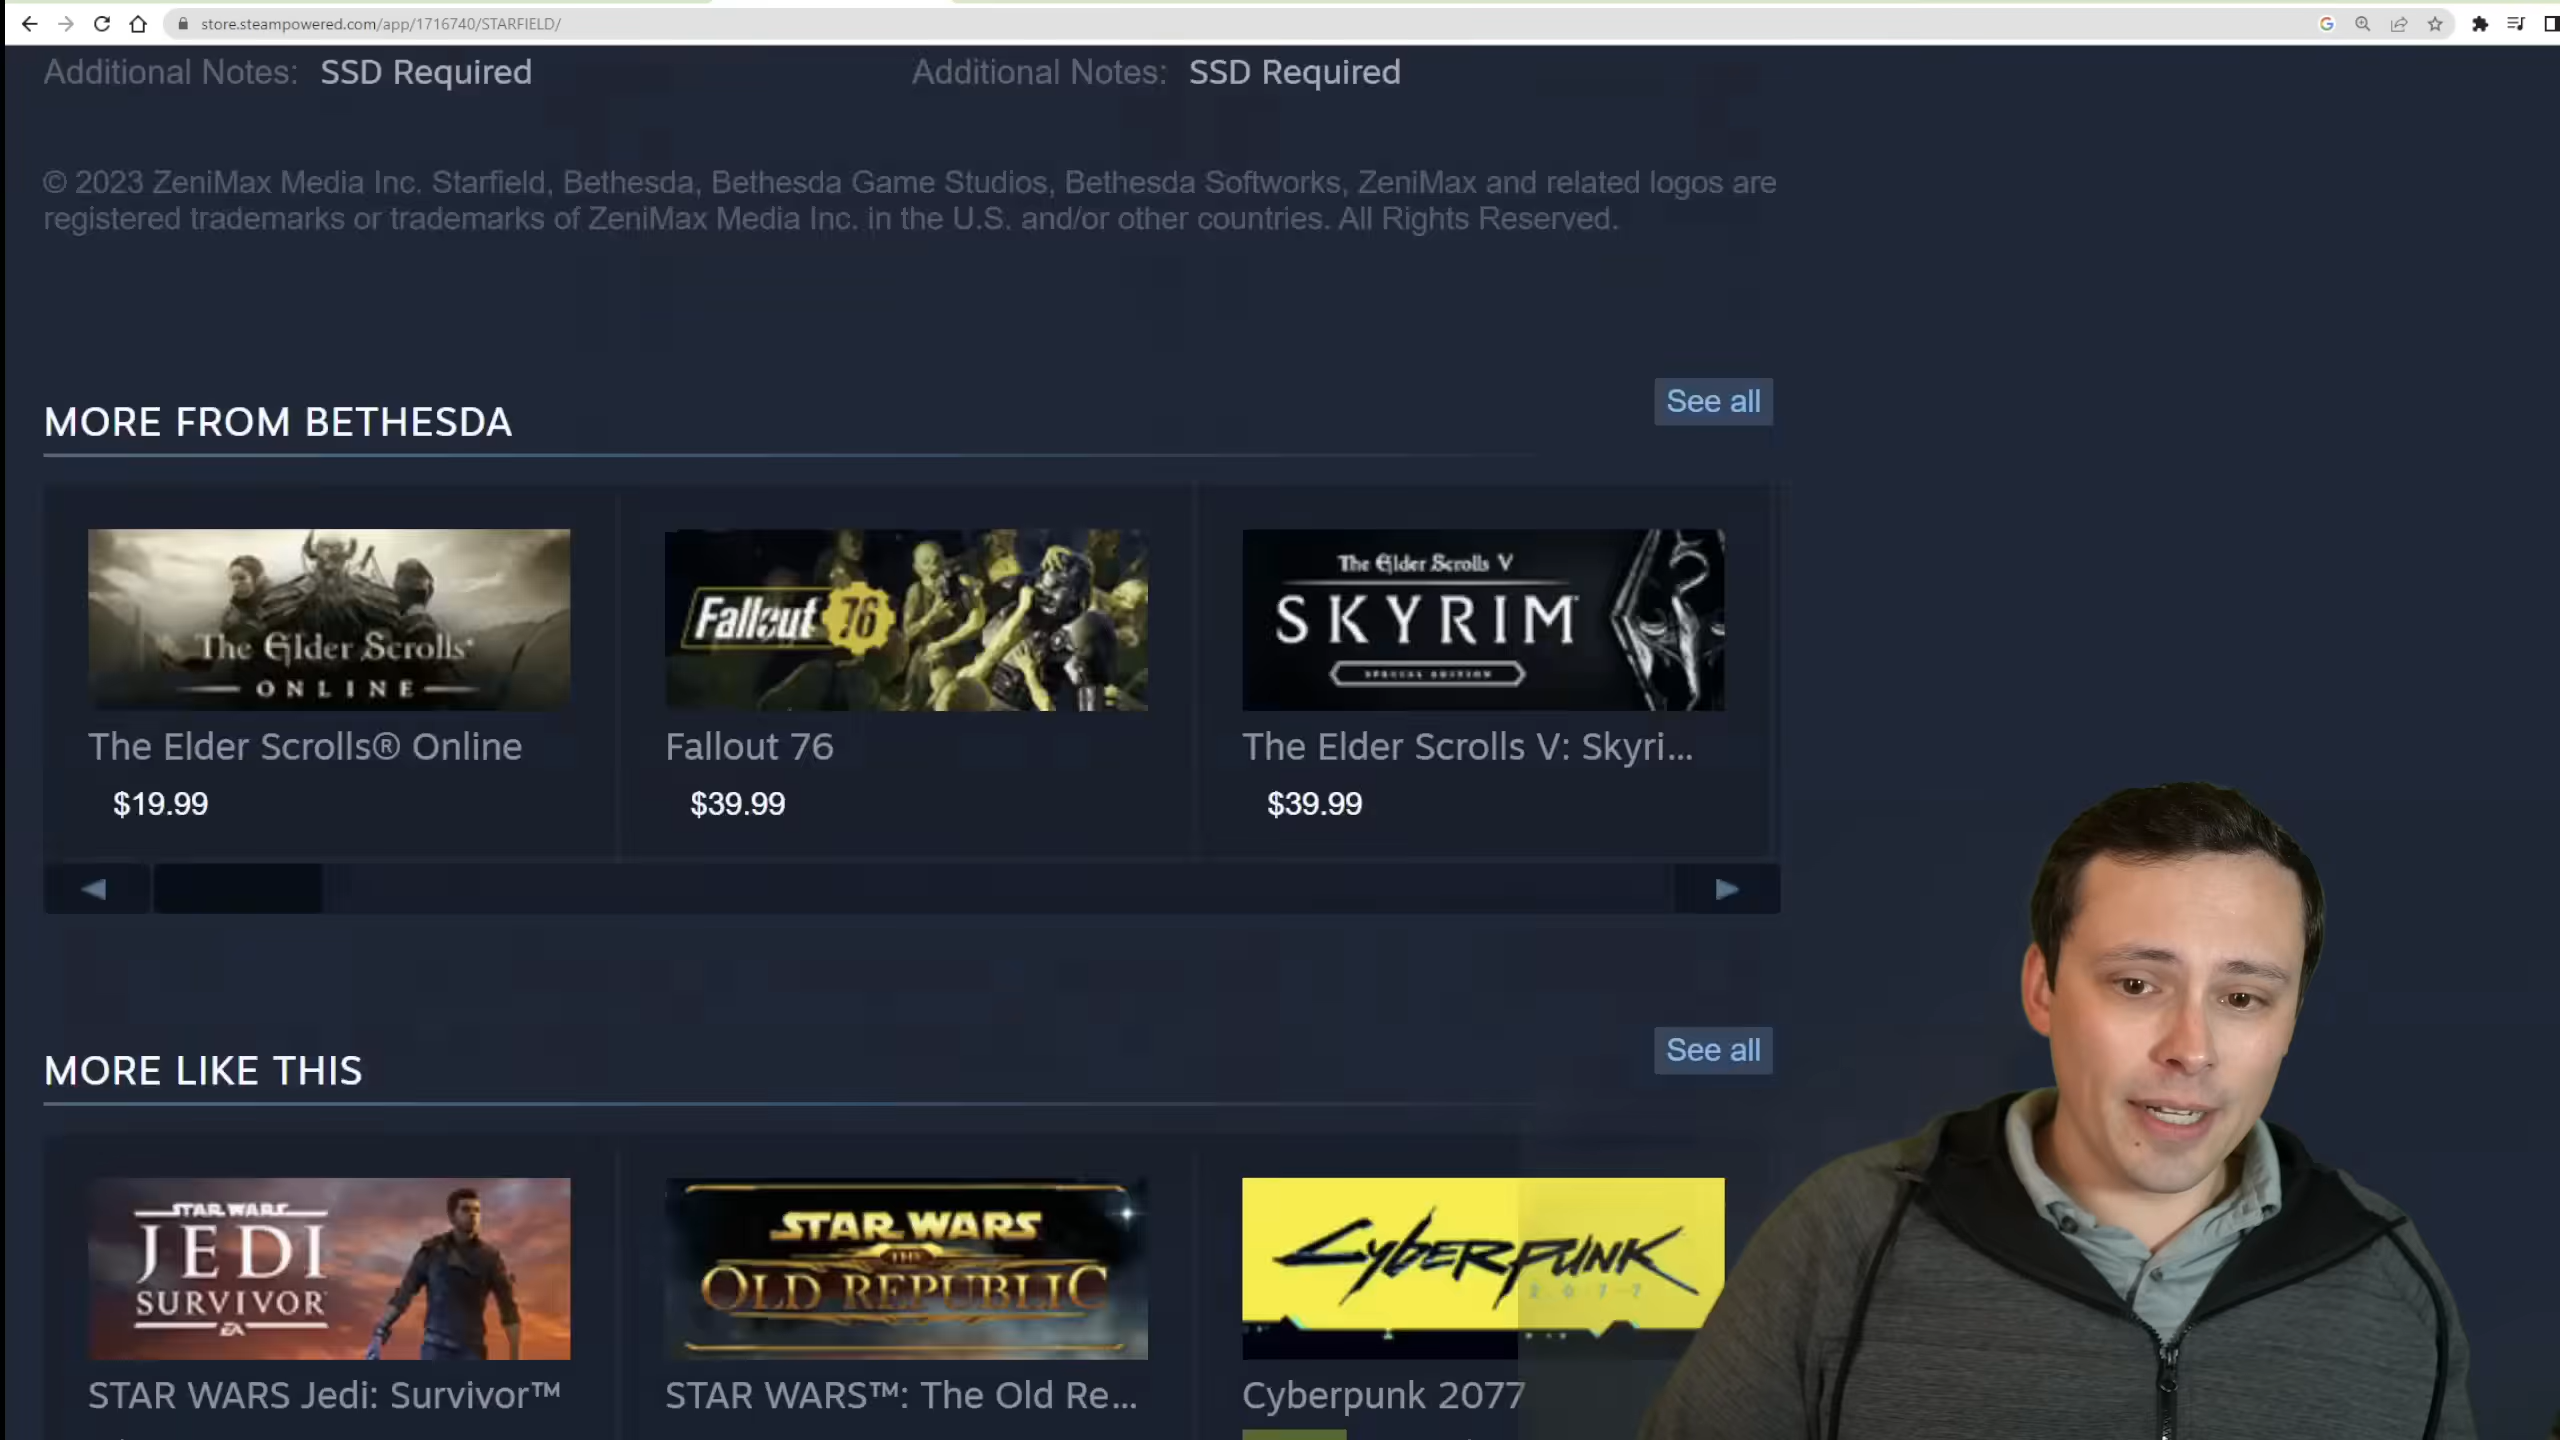 store.steampowered.com/app/1716740/STARFIELD/
Additional Notes: SSD Required
Additional Notes: SSD Required
© 2023 ZeniMax Media Inc. Starfield, Bethesda, Bethesda Game Studios, Bethesda Softworks, ZeniMax and related logos are
registered trademarks or trademarks of ZeniMax Media Inc. in the U.S. and/or other countries. All Rights Reserved.
MORE FROM BETHESDA
See all
The Elder Scrolls
ONLINE
Fallout 76
The Elder Scrolls V
SKYRIM
SPECIAL EDITION
The Elder Scrolls® Online
Fallout 76
The Elder Scrolls V: Skyri...
$19.99
$39.99
$39.99
MORE LIKE THIS
See all
STAR WARS
JEDI
SURVIVOR
EA
STAR WARS
THE
OLD REPUBLIC
CYBERPUNK
2077
STAR WARS Jedi: Survivor™
STAR WARS™: The Old Re...
Cyberpunk 2077